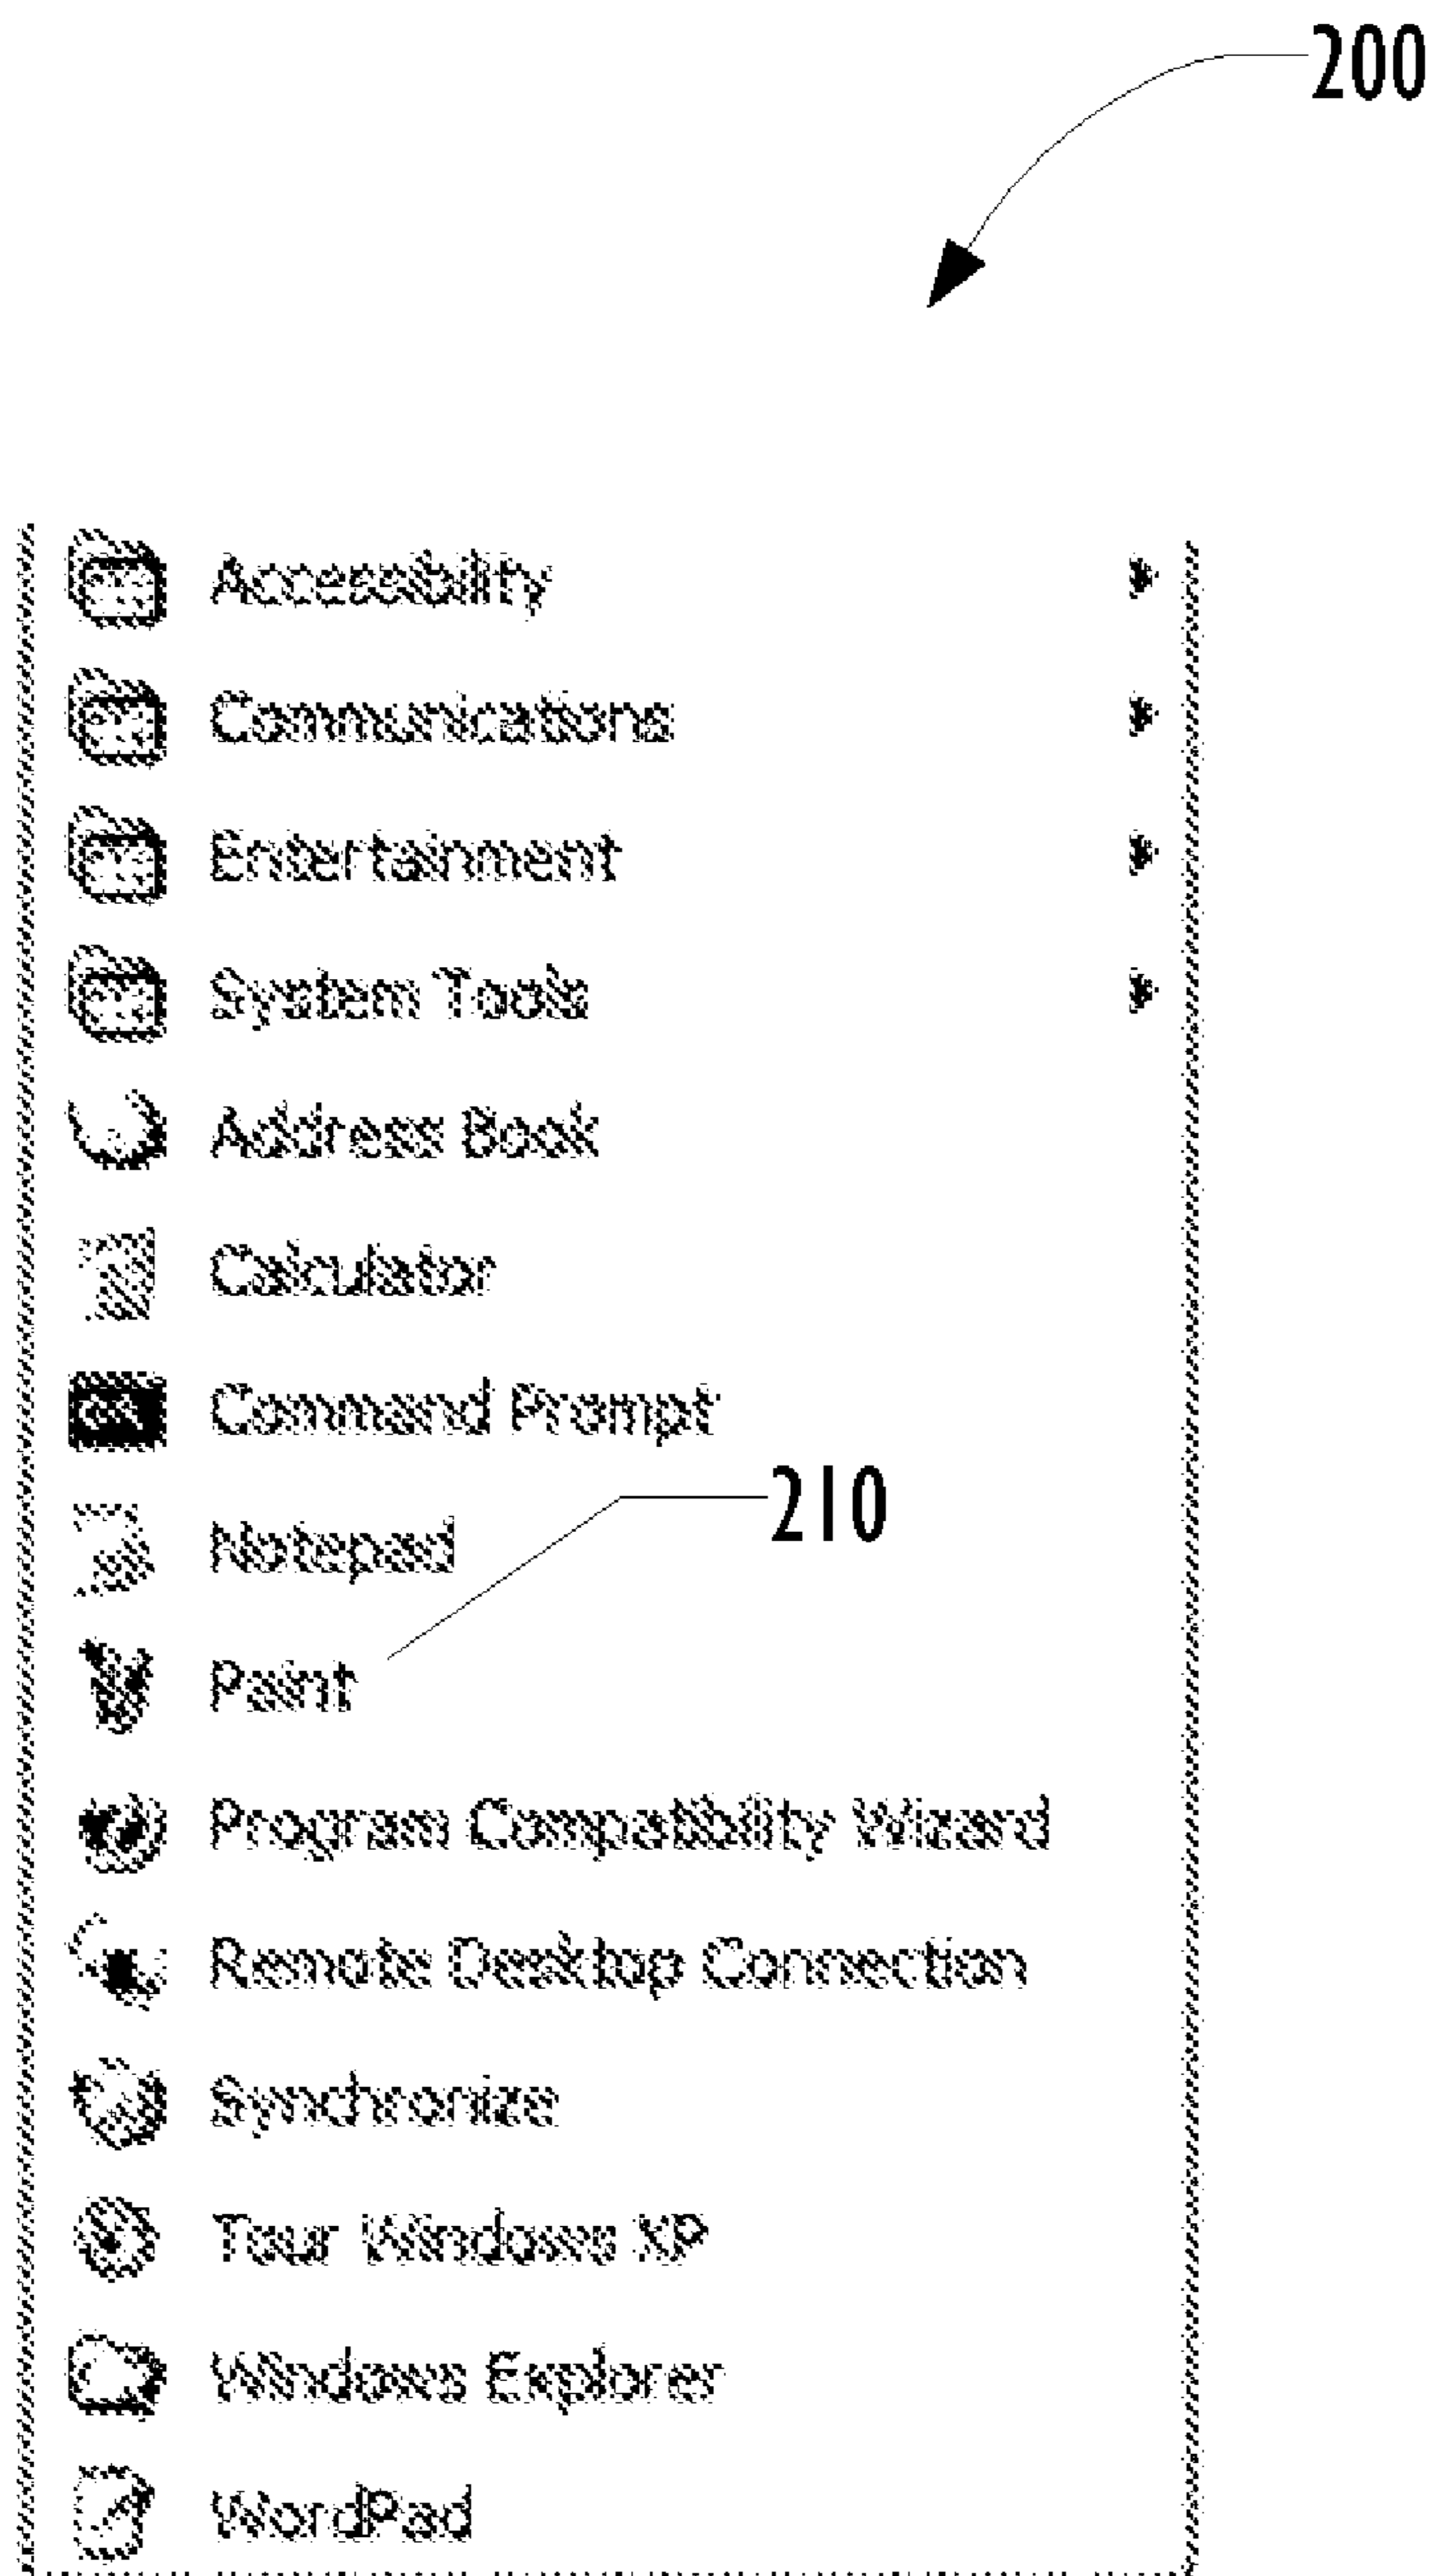 200
Accessibility
Communications
Entertainment
System Tools
Address Book
Calculator
Command Prompt
210
Notepad
Paint
Program Compatibility Wizard
Remote Desktop Connection
Synchronize
Tour Windows XP
Windows Explorer
WordPad